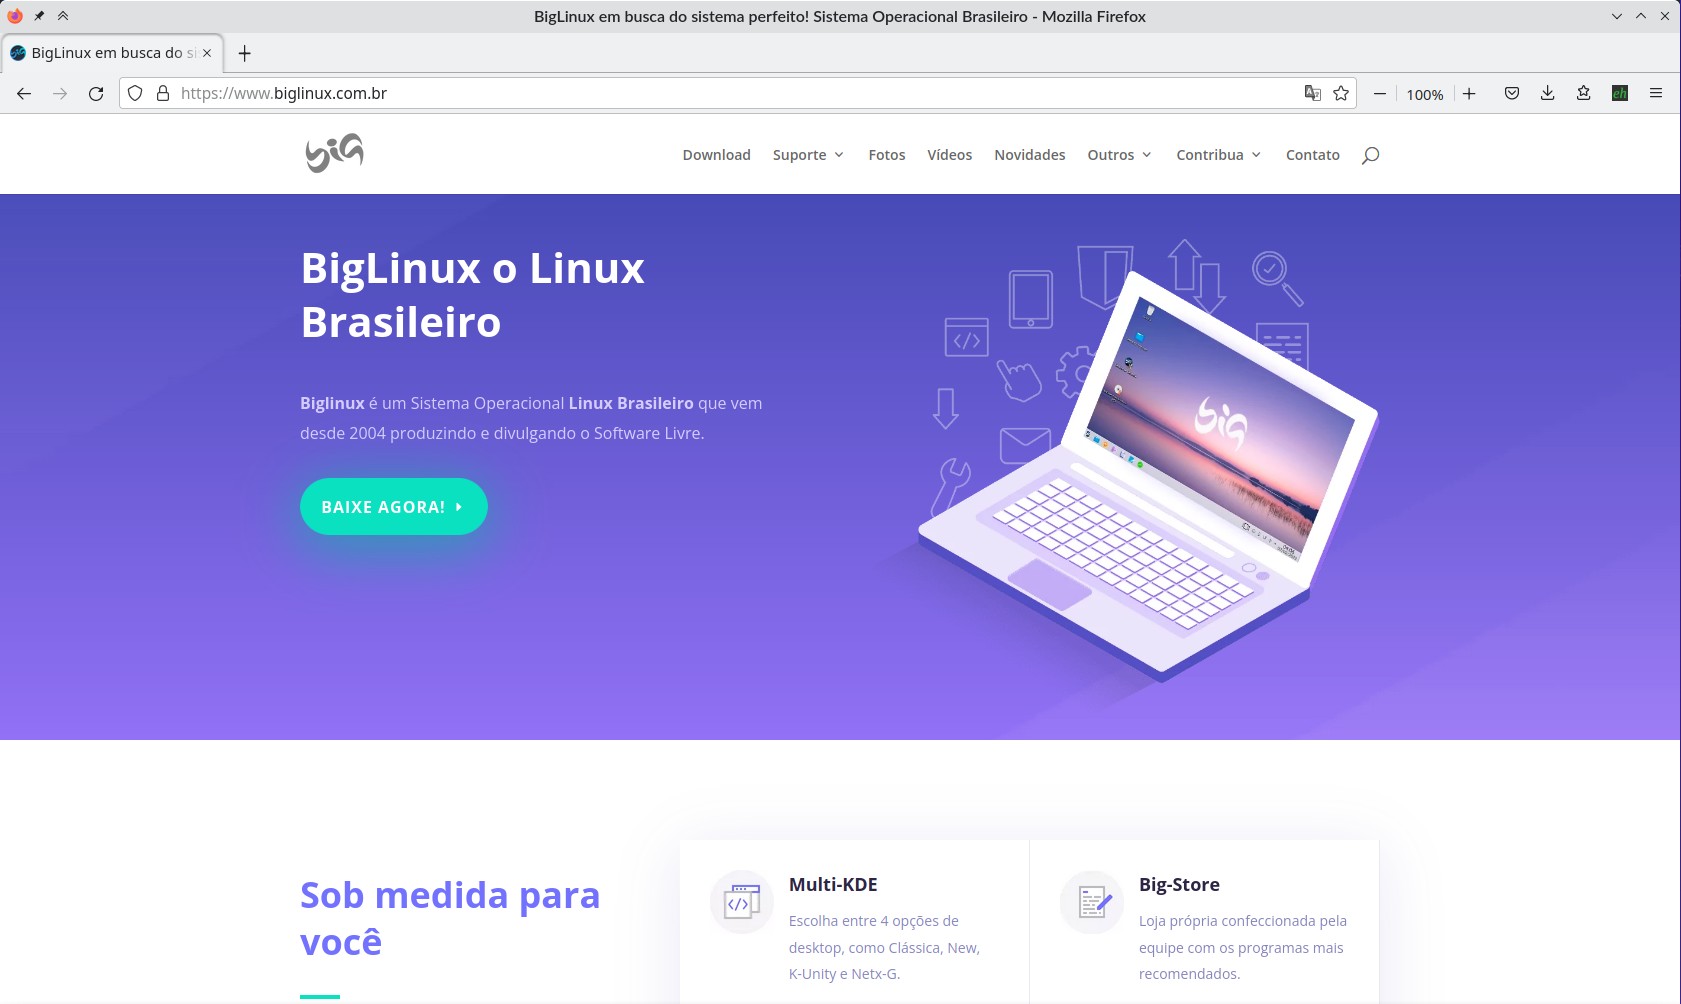 BigLinux em busca do sistema perfeito! Sistema Operacional Brasileiro - Mozilla Firefox
BigLinux em busca do sis
https://www.biglinux.com.br
100%
eh
big
Download Suporte Fotos Vídeos Novidades Outros Contribua Contato
BigLinux o Linux
Brasileiro
Biglinux é um Sistema Operacional Linux Brasileiro que vem
desde 2004 produzindo e divulgando o Software Livre.
BAIXE AGORA!
big
Sob medida para
você
Multi-KDE
Escolha entre 4 opções de
desktop, como Clássica, New,
K-Unity e Netx-G.
Big-Store
Loja própria confeccionada pela
equipe com os programas mais
recomendados.